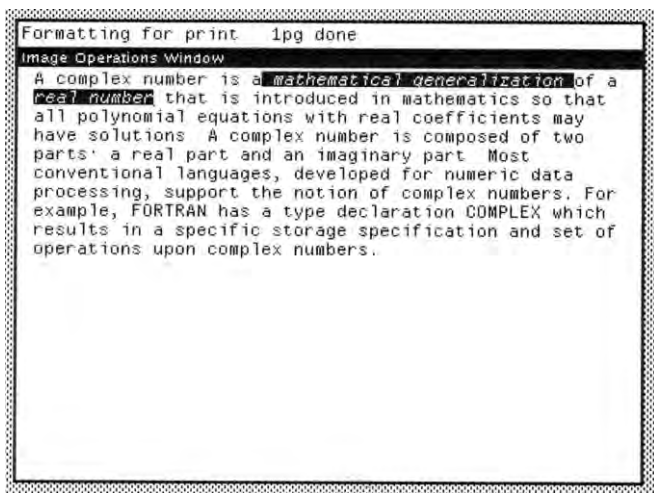 Formatting for print 1pg done
Image Operations Window
A complex number is a mathematical generalization of a
real number that is introduced in mathematics so that
all polynomial equations with real coefficients may
have solutions A complex number is composed of two
parts· a real part and an imaginary part Most
conventional languages, developed for numeric data
processing, support the notion of complex numbers. For
example, FORTRAN has a type declaration COMPLEX which
results in a specific storage specification and set of
operations upon complex numbers.